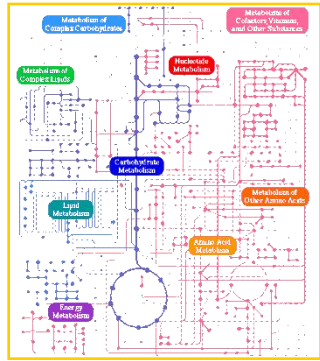 Metabolism of
Complex Carbohydrates
Metabolism of
Cofactors, Vitamins,
and Other Substances
Nucleotide
Metabolism
Metabolism of
Complex Lipids
Carbohydrate
Metabolism
Metabolism of
Other Amino Acids
Lipid
Metabolism
Amino Acid
Metabolism
Energy
Metabolism